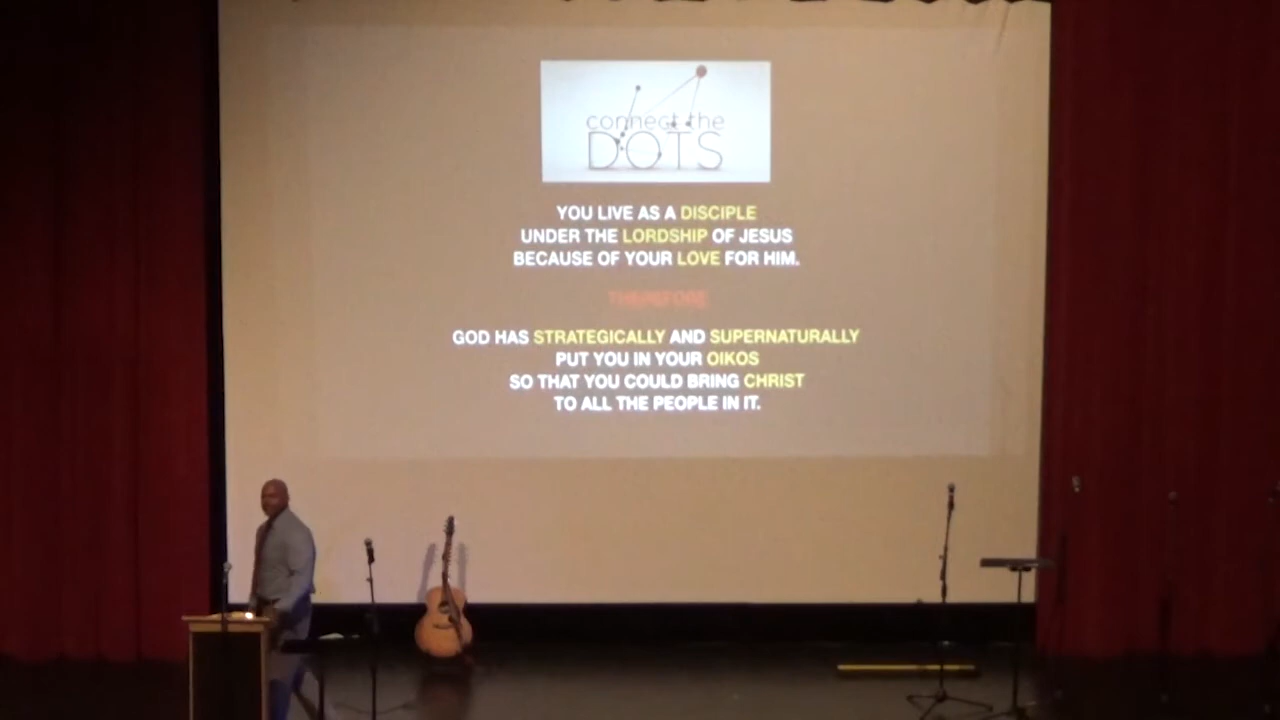 connect the
DOTS
YOU LIVE AS A DISCIPLE
UNDER THE LORDSHIP OF JESUS
BECAUSE OF YOUR LOVE FOR HIM.
THEREFORE
GOD HAS STRATEGICALLY AND SUPERNATURALLY
PUT YOU IN YOUR OIKOS
SO THAT YOU COULD BRING CHRIST
TO ALL THE PEOPLE IN IT.